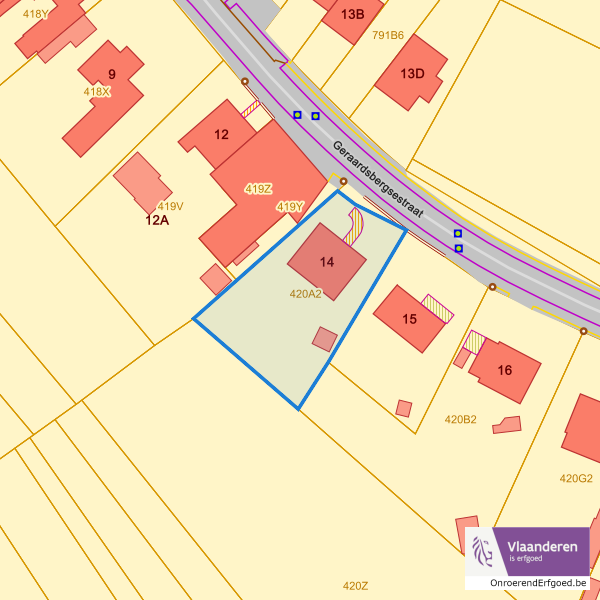 418Y
13B
791B6
9
13D
418X
12
Geraardsbergsestraat
419Z
419V
419Y
12A
14
420A2
15
16
420B2
420G2
Vlaanderen
is erfgoed
OnroerendErfgoed.be
420Z